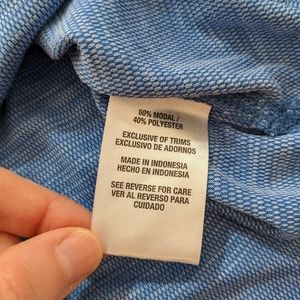 60% MODAL /
40% POLYESTER
EXCLUSIVE OF TRIMS
EXCLUSIVO DE ADORNOS
MADE IN INDONESIA
HECHO EN INDONESIA
SEE REVERSE FOR CARE
VER AL REVERSO PARA
CUIDADO